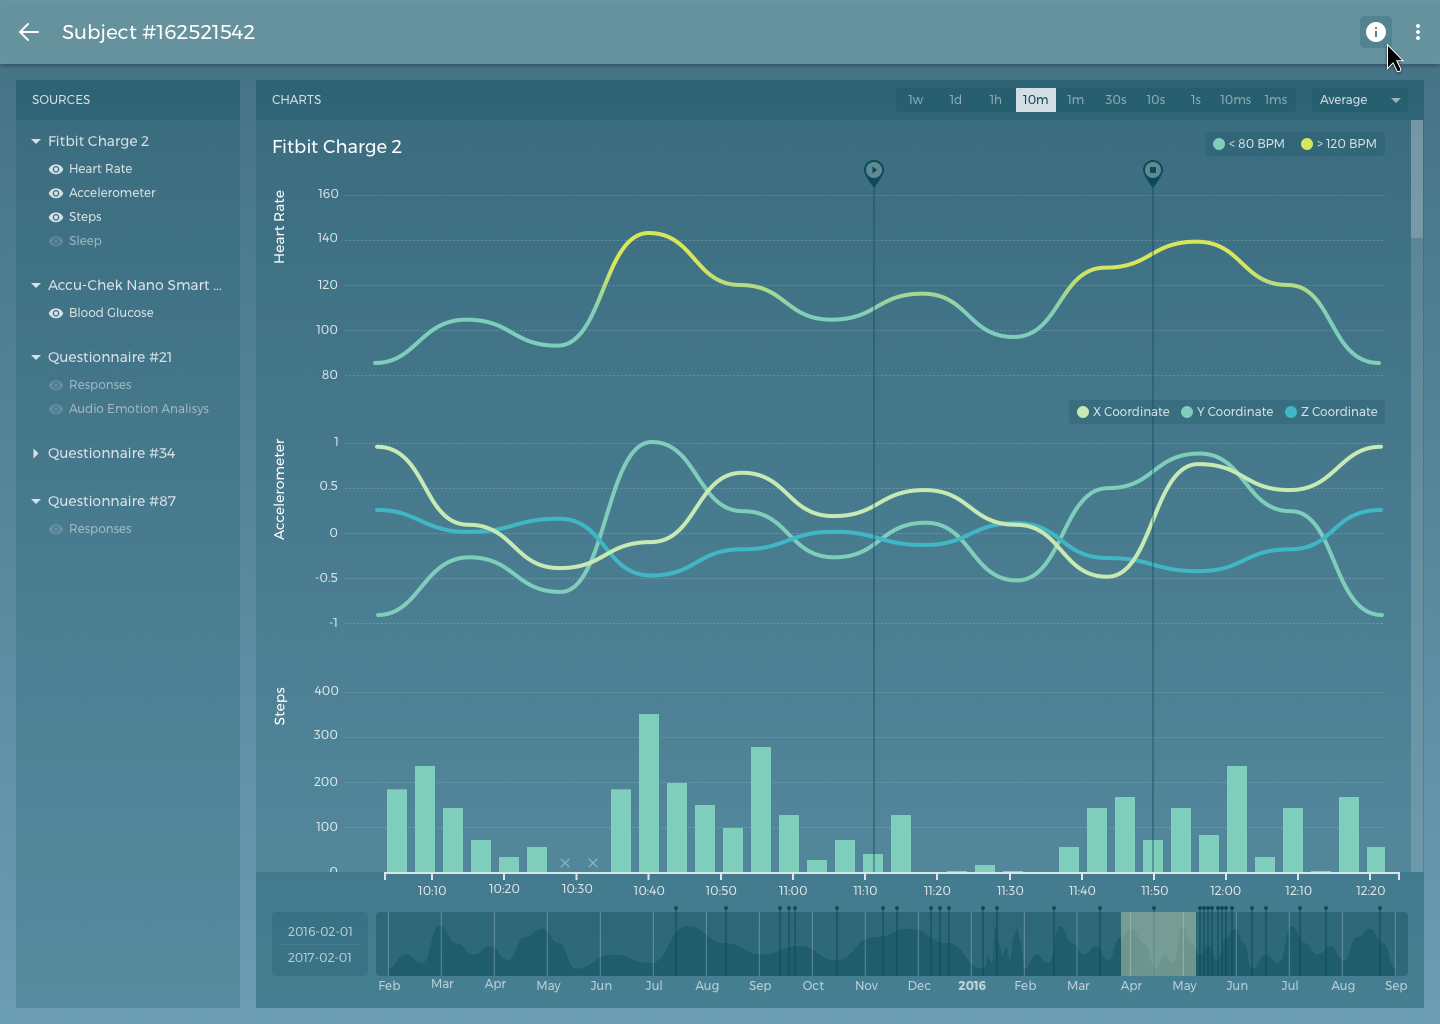 Subject #162521542
SOURCES
Fitbit Charge 2
Heart Rate
Accelerometer
Steps
Sleep
Accu-Chek Nano Smart ...
Blood Glucose
Questionnaire #21
Responses
Audio Emotion Analisys
Questionnaire #34
Questionnaire #87
Responses
CHARTS
1w 1d 1h 10m 1m 30s 10s 1s 10ms 1ms Average
Fitbit Charge 2
< 80 BPM > 120 BPM
Heart Rate
160
140
120
100
80
X Coordinate Y Coordinate Z Coordinate
Accelerometer
1
0.5
0
-0.5
-1
Steps
400
300
200
100
0
10:10 10:20 10:30 10:40 10:50 11:00 11:10 11:20 11:30 11:40 11:50 12:00 12:10 12:20
2016-02-01
2017-02-01
Feb Mar Apr May Jun Jul Aug Sep Oct Nov Dec 2016 Feb Mar Apr May Jun Jul Aug Sep